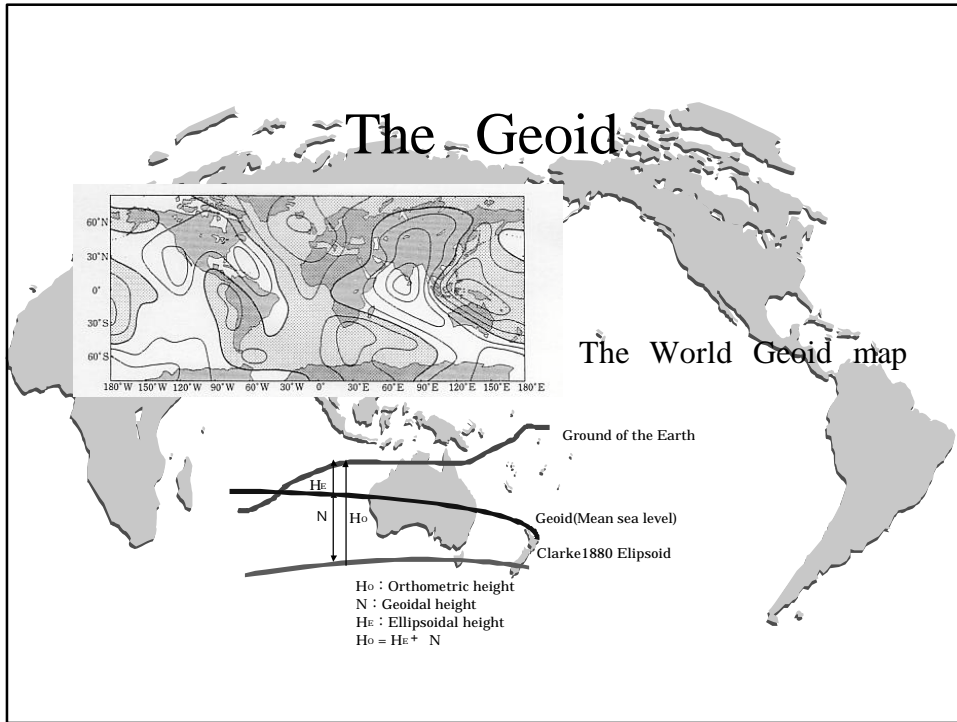 The Geoid
60°N
30°N
0°
30°S
60°S
180°W 150°W 120°W 90°W 60°W 30°W 0° 30°E 60°E 90°E 120°E 150°E 180°E
The World Geoid map
Ground of the Earth
HE
N
HO
Geoid(Mean sea level)
Clarke1880 Elipsoid
HO : Orthometric height
N : Geoidal height
HE : Ellipsoidal height
HO = HE + N